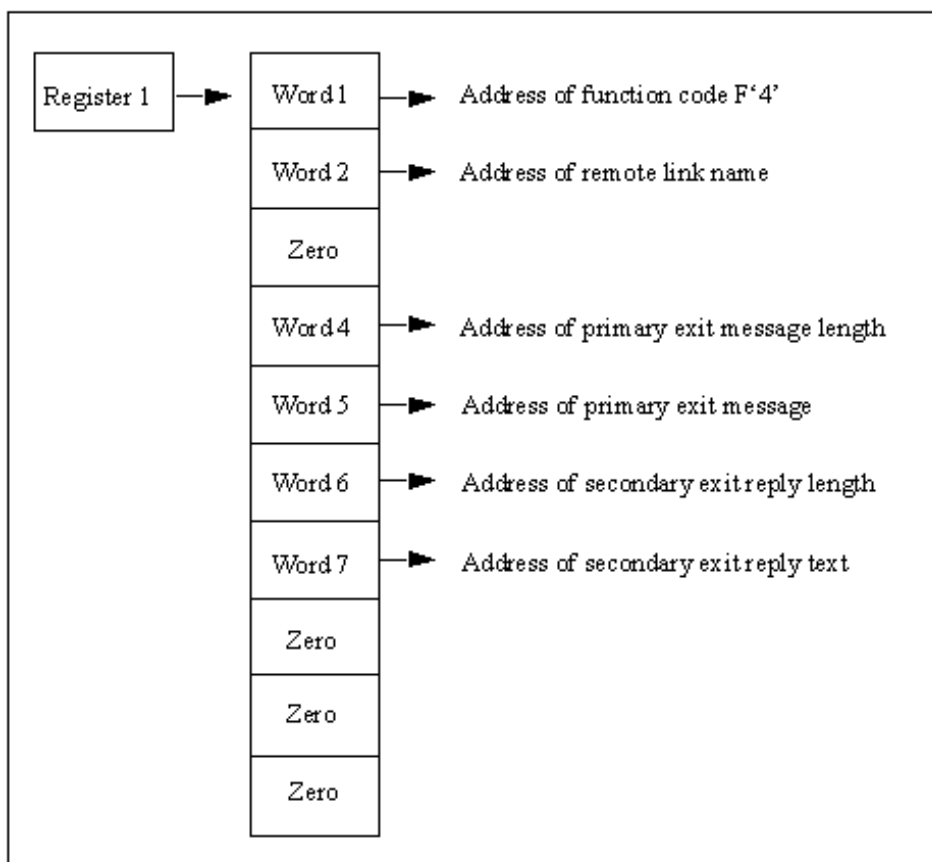 Register 1
Word 1
Address of function code F‘4’
Word 2
Address of remote link name
Zero
Word 4
Address of primary exit message length
Word 5
Address of primary exit message
Word 6
Address of secondary exit reply length
Word 7
Address of secondary exit reply text
Zero
Zero
Zero